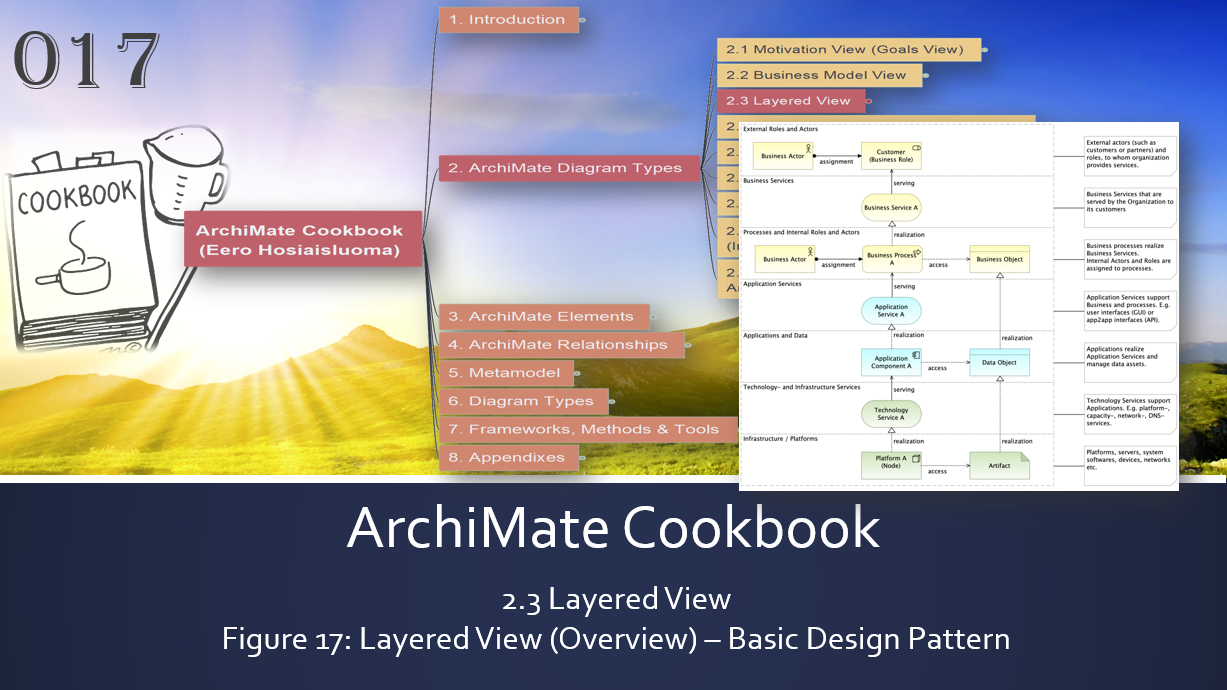 017
COOKBOOK
ArchiMate Cookbook
(Eero Hosiaisluoma)
1. Introduction
2. ArchiMate Diagram Types
3. ArchiMate Elements
4. ArchiMate Relationships
5. Metamodel
6. Diagram Types
7. Frameworks, Methods & Tools
8. Appendixes
2.1 Motivation View (Goals View)
2.2 Business Model View
2.3 Layered View
2.
2.
2.
2.
2.
(I
2.
A
External Roles and Actors
Business Actor
assignment
Customer
(Business Role)
External actors (such as
customers or partners) and
roles, to whom organization
provides services.
serving
Business Services
Business Service A
Business Services that are
served by the Organization to
its customers
realization
Processes and Internal Roles and Actors
Business Actor
assignment
Business Process
A
access
Business Object
Business processes realize
Business Services.
Internal Actors and Roles are
assigned to processes.
serving
Application Services
Application
Service A
Application Services support
Business and processes. E.g.
user interfaces (GUI) or
app2app interfaces (API).
realization
realization
Applications and Data
Application
Component A
access
Data Object
Applications realize
Application Services and
manage data assets.
serving
Technology- and Infrastructure Services
Technology
Service A
Technology Services support
Applications. E.g. platform-,
capacity-, network-, DNS-
services.
realization
realization
Infrastructure / Platforms
Platform A
(Node)
access
Artifact
Platforms, servers, system
softwares, devices, networks
etc.
ArchiMate Cookbook
2.3 Layered View
Figure 17: Layered View (Overview) – Basic Design Pattern